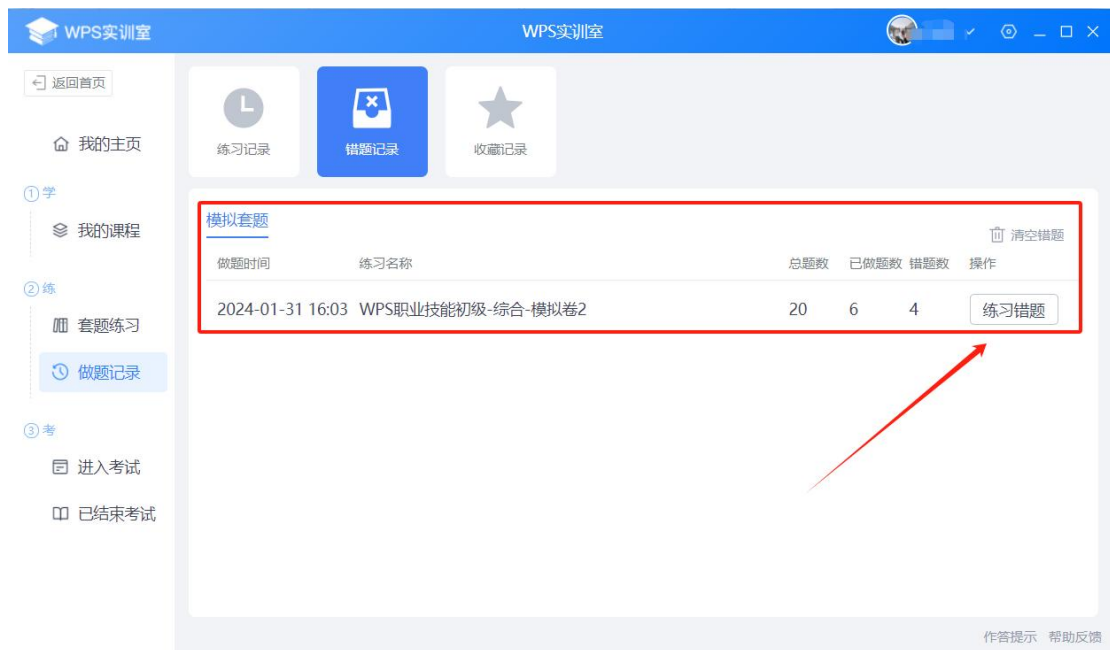 WPS实训室
WPS实训室
返回首页
我的主页
①学
我的课程
②练
套题练习
做题记录
③考
进入考试
已结束考试
练习记录
错题记录
收藏记录
模拟套题
清空错题
做题时间 练习名称 总题数 已做题数 错题数 操作
2024-01-31 16:03 WPS职业技能初级-综合-模拟卷2 20 6 4 练习错题
作答提示 帮助反馈